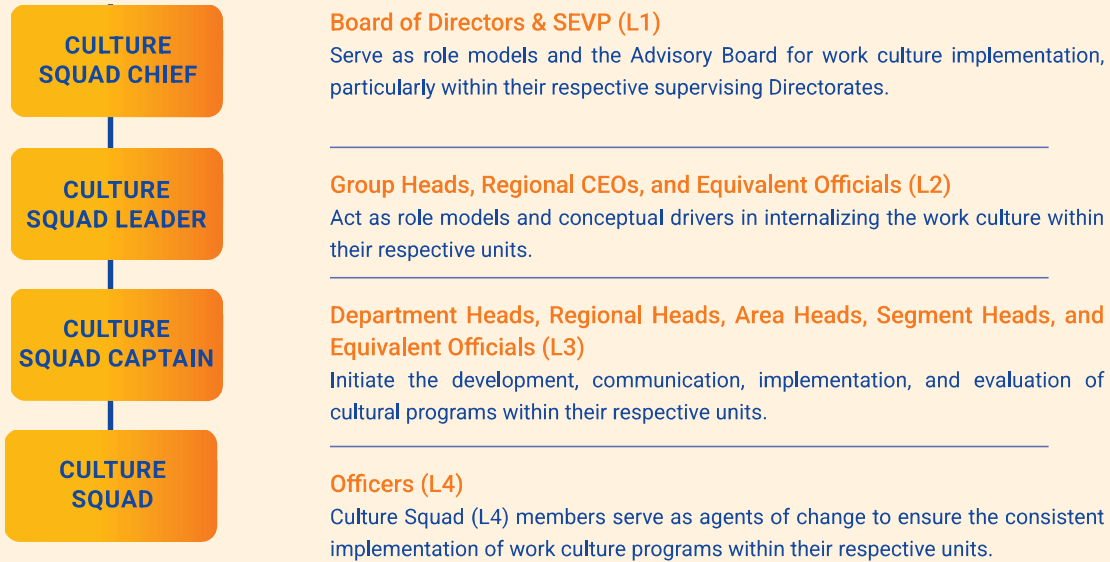 CULTURE
SQUAD CHIEF
Board of Directors & SEVP (L1)
Serve as role models and the Advisory Board for work culture implementation,
particularly within their respective supervising Directorates.
CULTURE
SQUAD LEADER
Group Heads, Regional CEOs, and Equivalent Officials (L2)
Act as role models and conceptual drivers in internalizing the work culture within
their respective units.
CULTURE
SQUAD CAPTAIN
Department Heads, Regional Heads, Area Heads, Segment Heads, and
Equivalent Officials (L3)
Initiate the development, communication, implementation, and evaluation of
cultural programs within their respective units.
CULTURE
SQUAD
Officers (L4)
Culture Squad (L4) members serve as agents of change to ensure the consistent
implementation of work culture programs within their respective units.